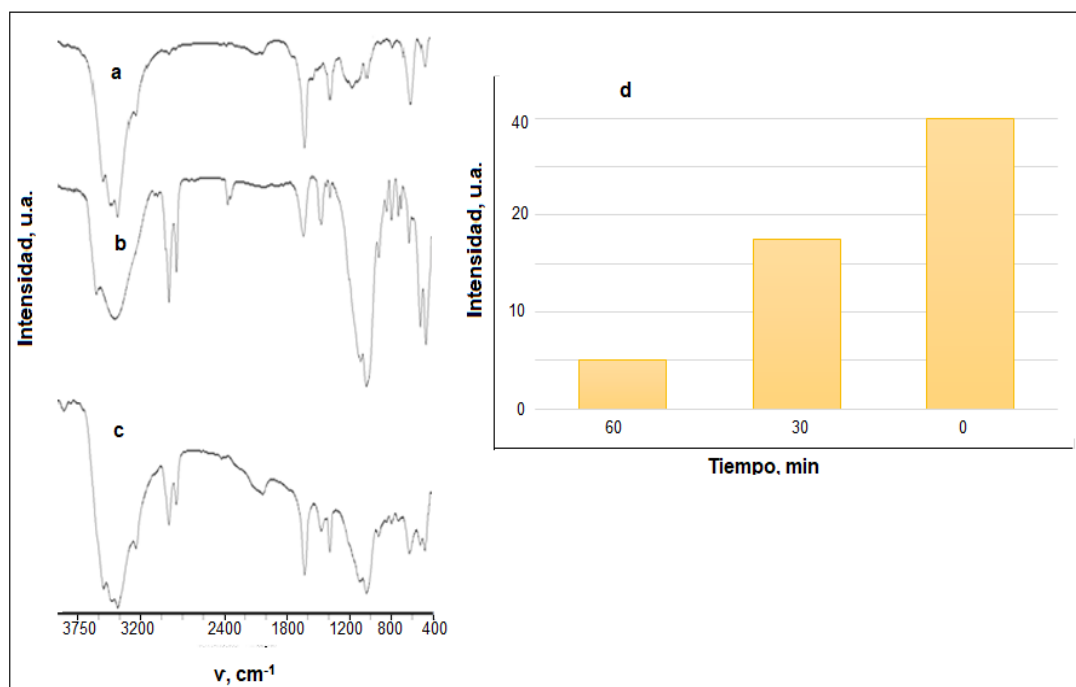 a
b
c
Intensidad, u.a.
3750 3200 2400 1800 1200 800 400
ν, cm-1
d
Intensidad, u.a.
40
20
10
0
60 30 0
Tiempo, min